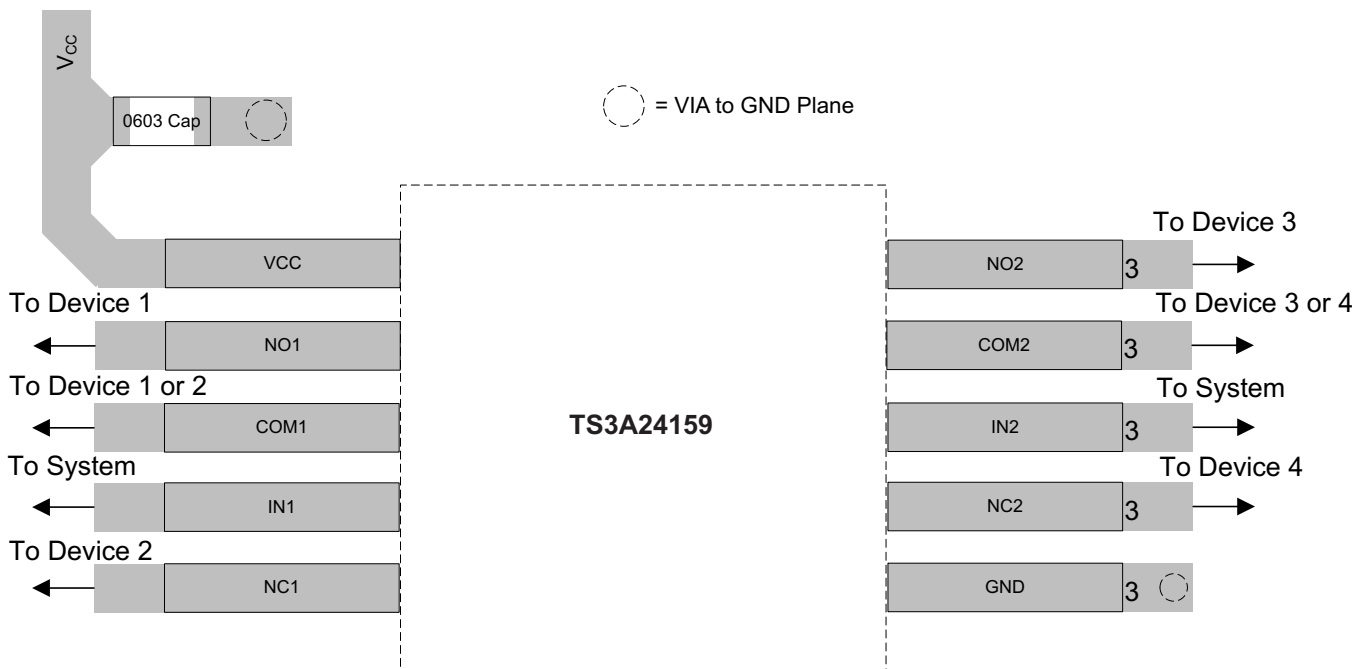 Vcc
0603 Cap
= VIA to GND Plane
VCC
NO2
3
To Device 3
To Device 1
NO1
COM2
3
To Device 3 or 4
To Device 1 or 2
COM1
TS3A24159
IN2
3
To System
To System
IN1
NC2
3
To Device 4
To Device 2
NC1
GND
3